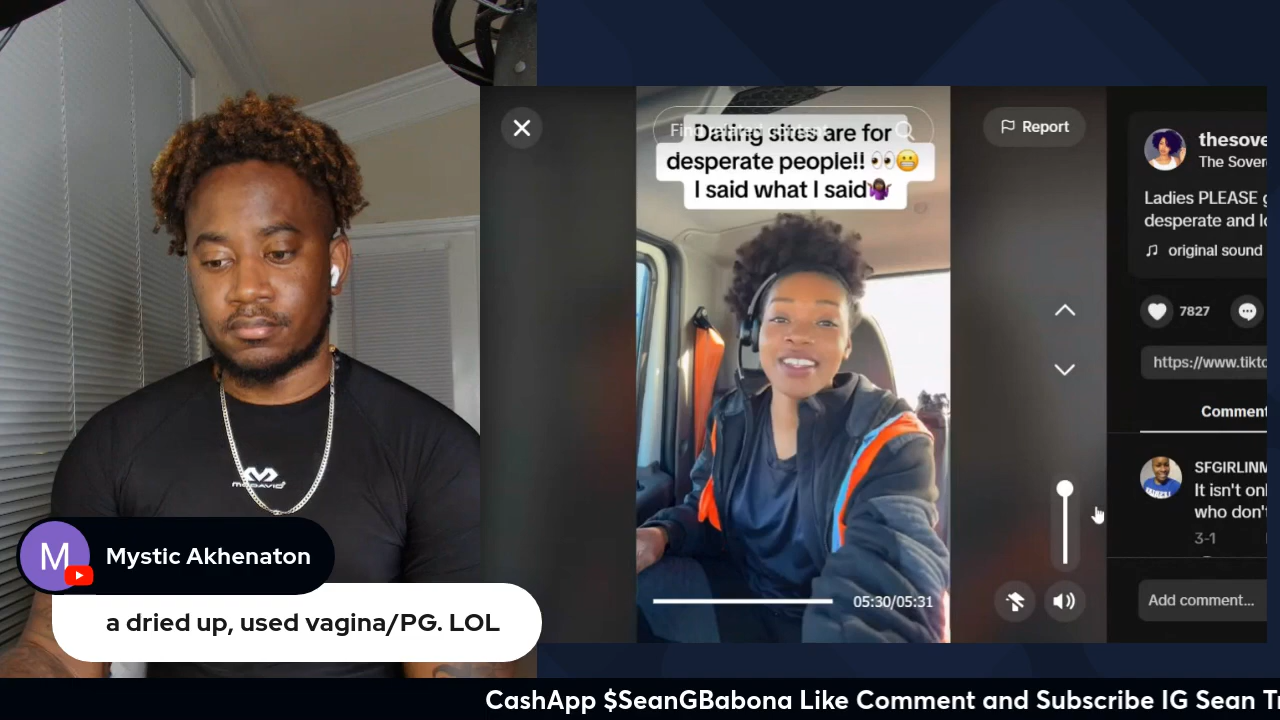 Dating sites are for
desperate people!! 👀😬
I said what I said🤷🏾‍♀️
Report
thesove
The Sover
Ladies PLEASE g
desperate and lo
original sound
7827
https://www.tikto
Comment
SFGIRLINM
It isn't onl
who don't
3-1
Add comment...
05:30/05:31
M
Mystic Akhenaton
a dried up, used vagina/PG. LOL
CashApp $SeanGBabona Like Comment and Subscribe IG Sean T